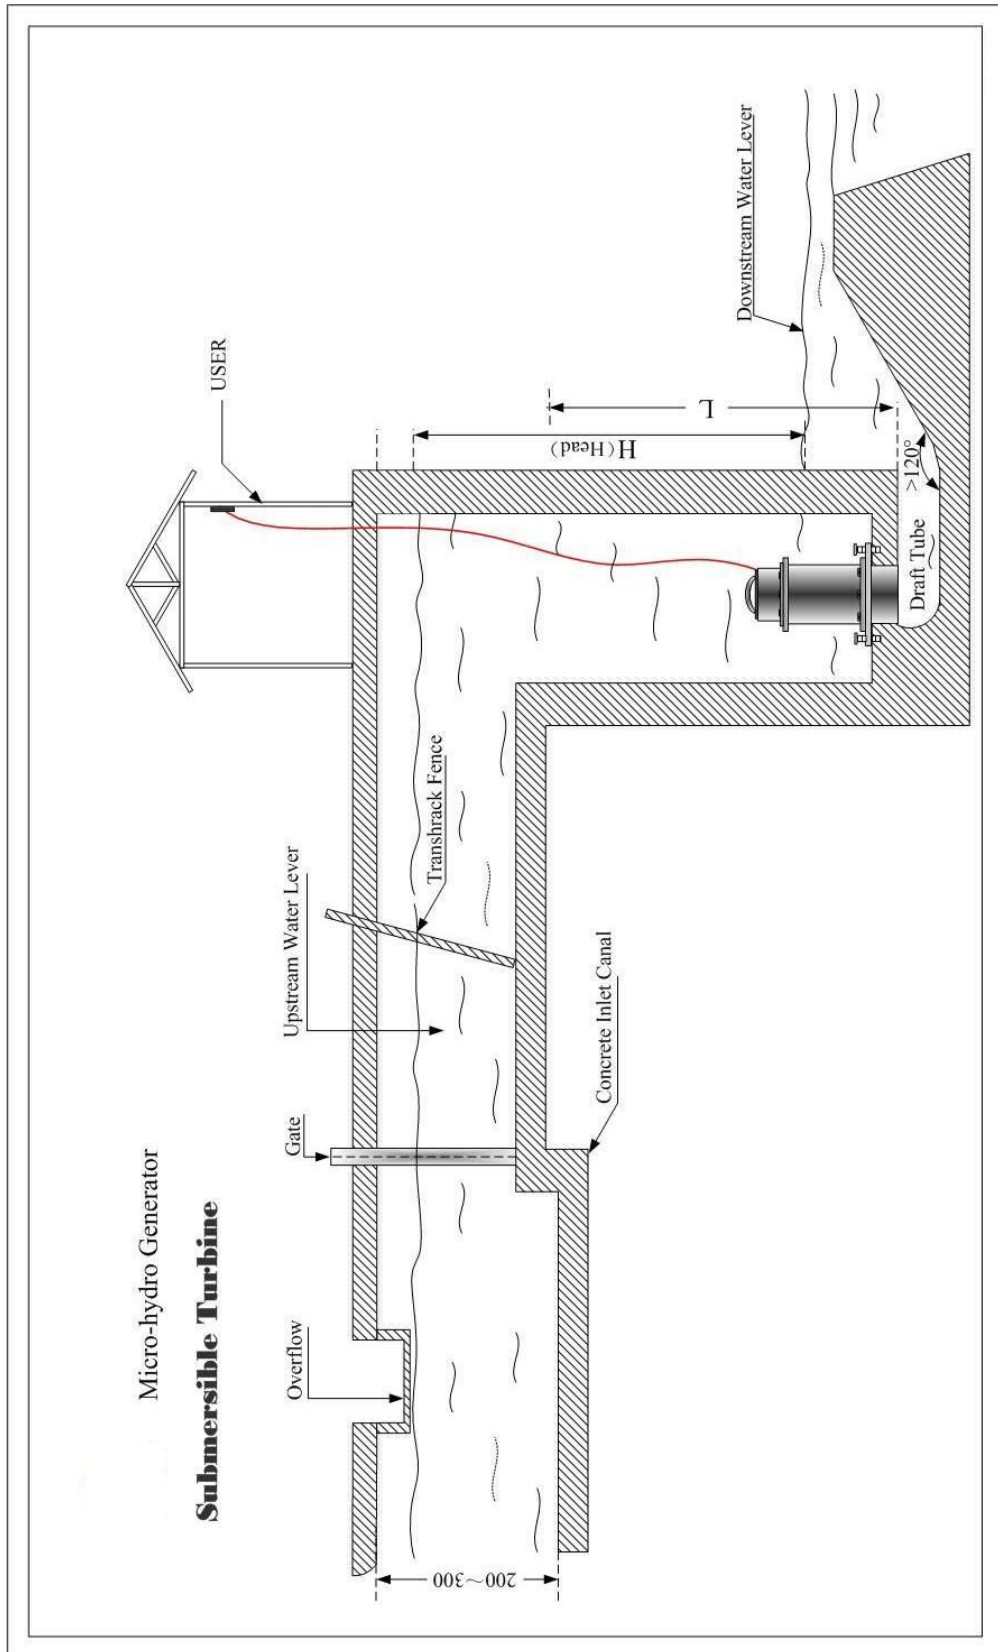 Micro-hydro Generator
Submersible Turbine
USER
Overflow
Gate
Upstream Water Lever
Transhrack Fence
Downstream Water Lever
200~300
H(Head)
L
Concrete Inlet Canal
Draft Tube
>120°